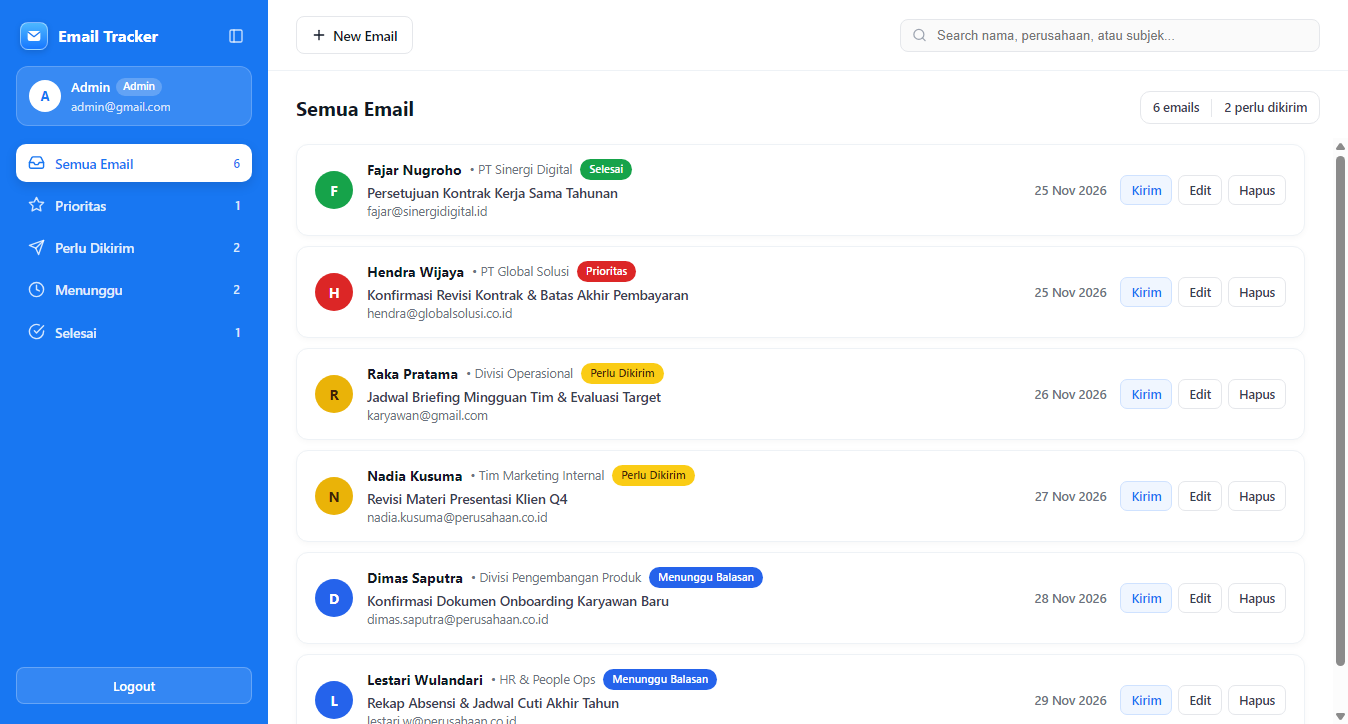 Email Tracker
A
Admin Admin
admin@gmail.com
Semua Email 6
Prioritas 1
Perlu Dikirim 2
Menunggu 2
Selesai 1
Logout
+ New Email
Search nama, perusahaan, atau subjek...
Semua Email
6 emails 2 perlu dikirim
F
Fajar Nugroho • PT Sinergi Digital Selesai
Persetujuan Kontrak Kerja Sama Tahunan
fajar@sinergidigital.id
25 Nov 2026 Kirim Edit Hapus
H
Hendra Wijaya • PT Global Solusi Prioritas
Konfirmasi Revisi Kontrak & Batas Akhir Pembayaran
hendra@globalsolusi.co.id
25 Nov 2026 Kirim Edit Hapus
R
Raka Pratama • Divisi Operasional Perlu Dikirim
Jadwal Briefing Mingguan Tim & Evaluasi Target
karyawan@gmail.com
26 Nov 2026 Kirim Edit Hapus
N
Nadia Kusuma • Tim Marketing Internal Perlu Dikirim
Revisi Materi Presentasi Klien Q4
nadia.kusuma@perusahaan.co.id
27 Nov 2026 Kirim Edit Hapus
D
Dimas Saputra • Divisi Pengembangan Produk Menunggu Balasan
Konfirmasi Dokumen Onboarding Karyawan Baru
dimas.saputra@perusahaan.co.id
28 Nov 2026 Kirim Edit Hapus
L
Lestari Wulandari • HR & People Ops Menunggu Balasan
Rekap Absensi & Jadwal Cuti Akhir Tahun
lestari.w@perusahaan.co.id
29 Nov 2026 Kirim Edit Hapus